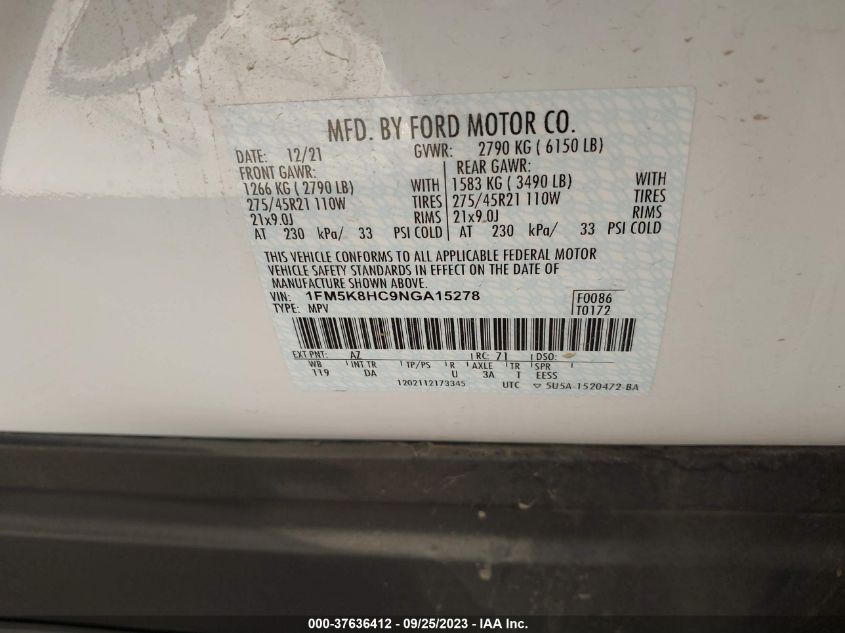 MFD. BY FORD MOTOR CO.
DATE: 12/21 GVWR: 2790 KG ( 6150 LB)
FRONT GAWR: REAR GAWR:
1266 KG ( 2790 LB) WITH 1583 KG ( 3490 LB) WITH
275/45R21 110W TIRES 275/45R21 110W TIRES
21x9.0J RIMS 21x9.0J RIMS
AT 230 kPa/ 33 PSI COLD AT 230 kPa/ 33 PSI COLD
THIS VEHICLE CONFORMS TO ALL APPLICABLE FEDERAL MOTOR
VEHICLE SAFETY STANDARDS IN EFFECT ON THE DATE OF
MANUFACTURE SHOWN ABOVE.
VIN: 1FM5K8HC9NGA15278 F0086
TYPE: MPV T0172
EXT PNT: AZ RC: 71 DSO:
WB INT TR TP/PS R AXLE TR SPR
119 DA U 3A T EESS
1202112173345 UTC ▽ 5U5A-1520472-BA
000-37636412 - 09/25/2023 - IAA Inc.